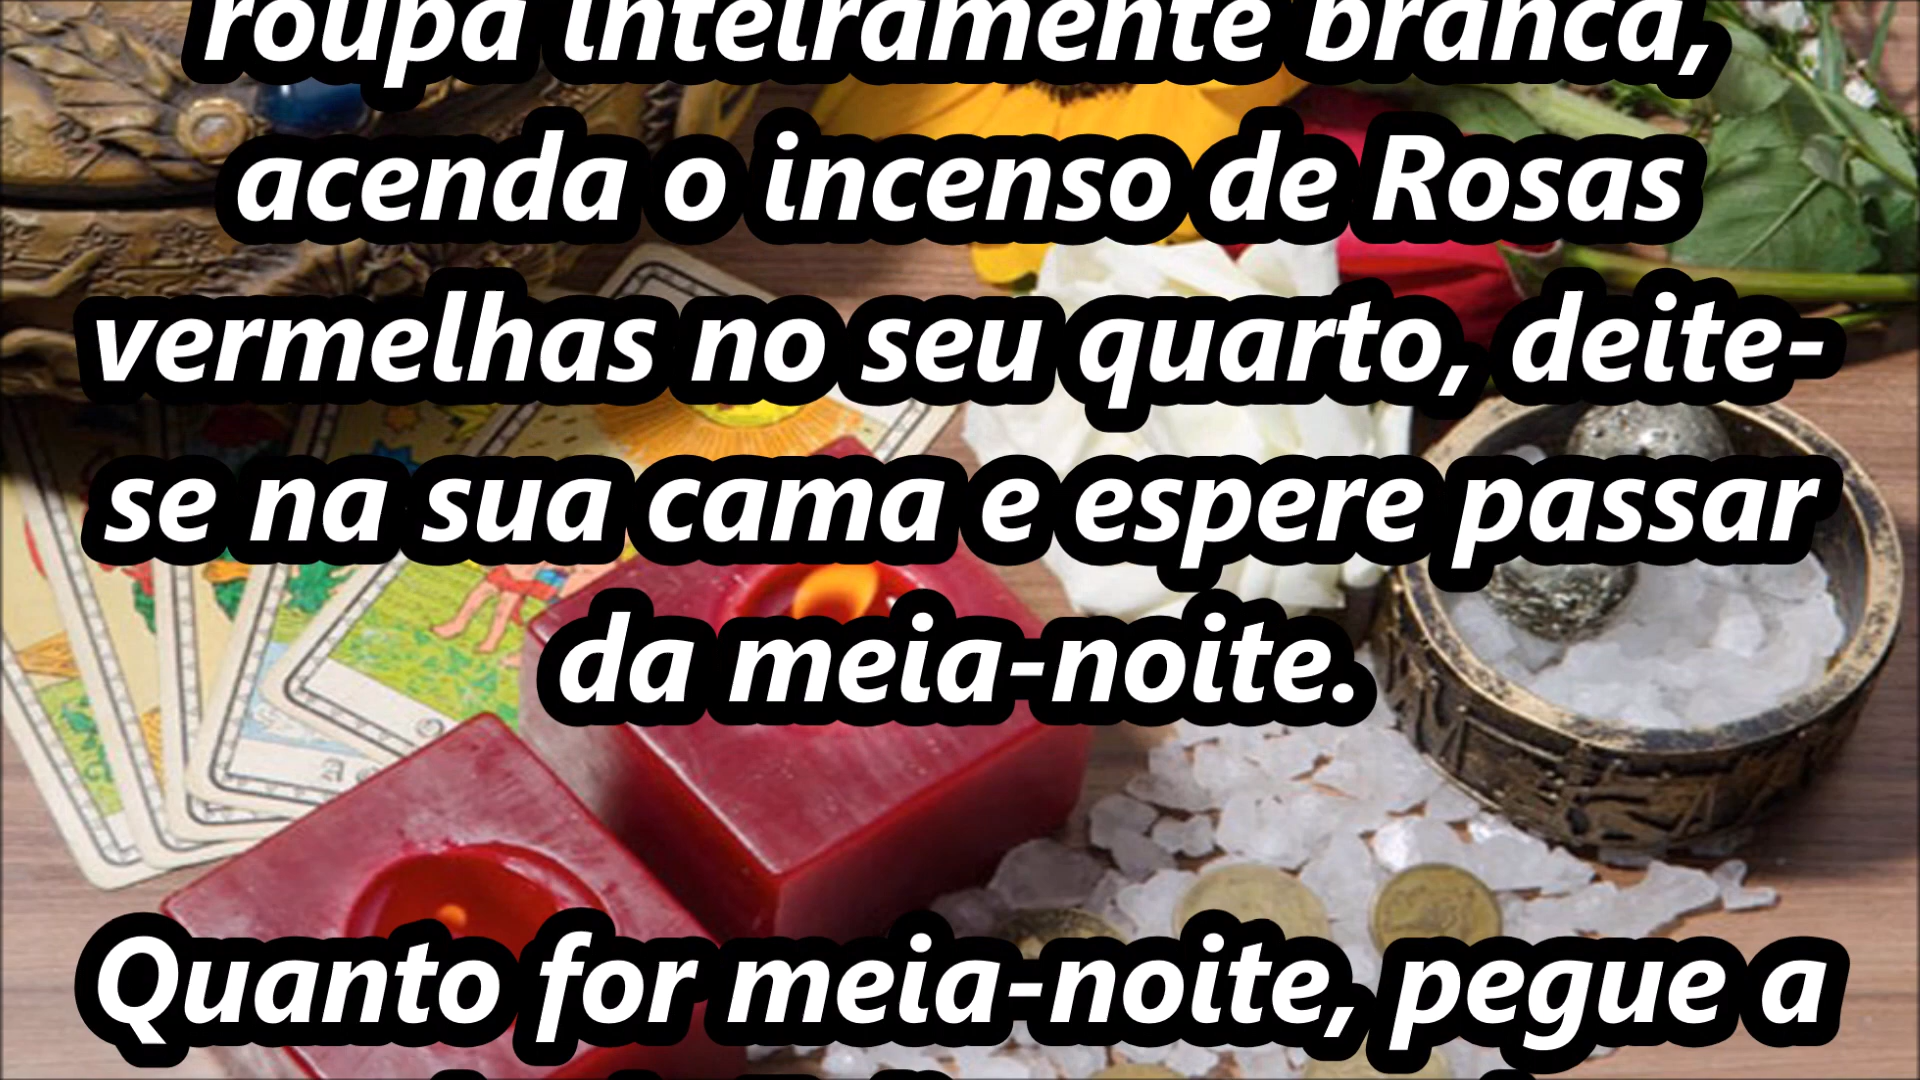 roupa inteiramente branca,
acenda o incenso de Rosas
vermelhas no seu quarto, deite-
se na sua cama e espere passar
da meia-noite.
Quanto for meia-noite, pegue a